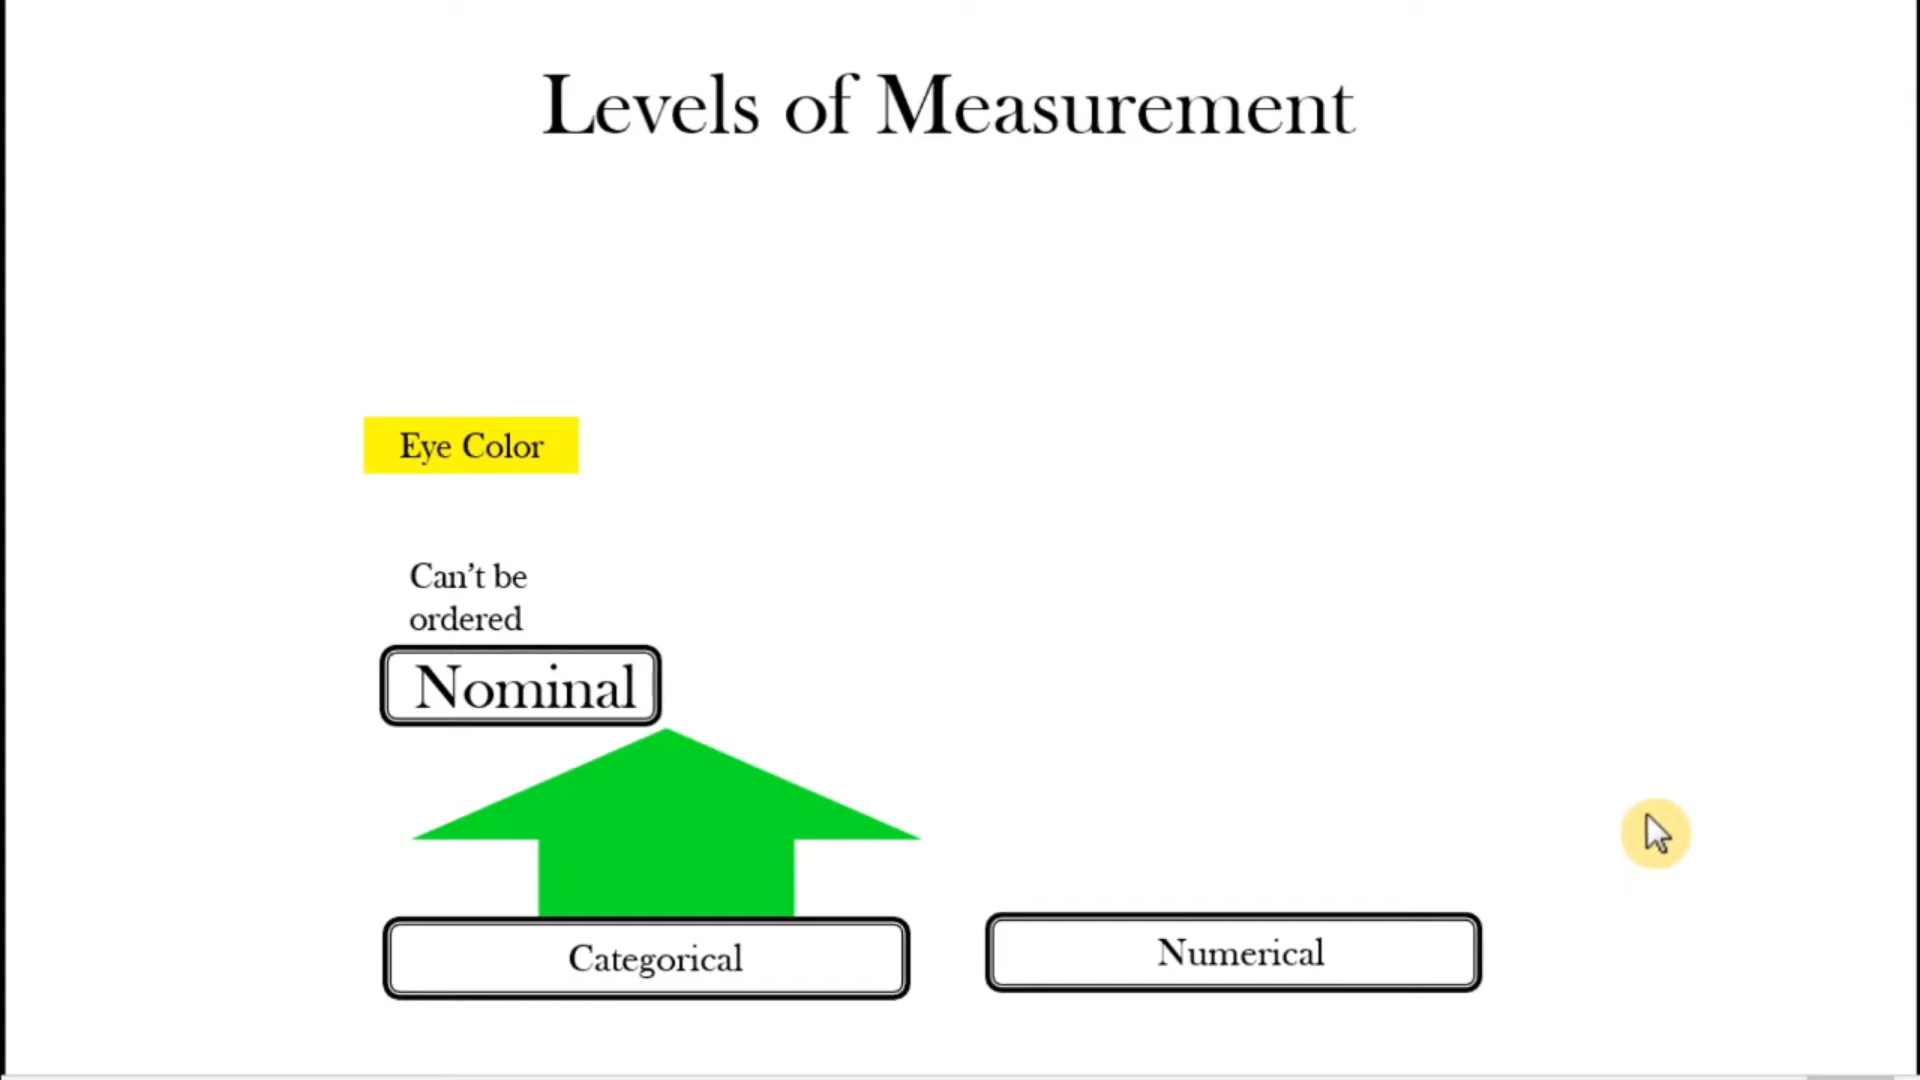 Levels of Measurement
Eye Color
Can’t be
ordered
Nominal
Categorical
Numerical